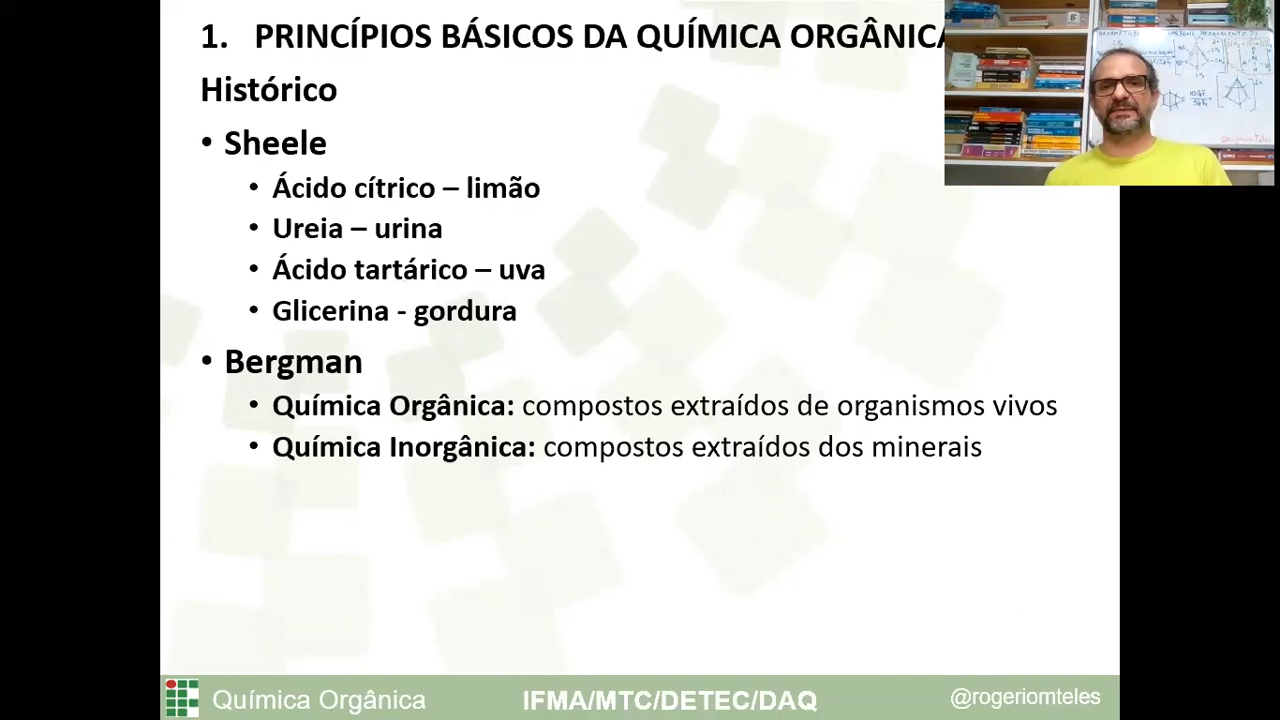 1. PRINCÍPIOS BÁSICOS DA QUÍMICA ORGÂNICA
Histórico
• Sheele
• Ácido cítrico – limão
• Ureia – urina
• Ácido tartárico – uva
• Glicerina - gordura
• Bergman
• Química Orgânica: compostos extraídos de organismos vivos
• Química Inorgânica: compostos extraídos dos minerais
Química Orgânica
IFMA/MTC/DETEC/DAQ
@rogeriomteles